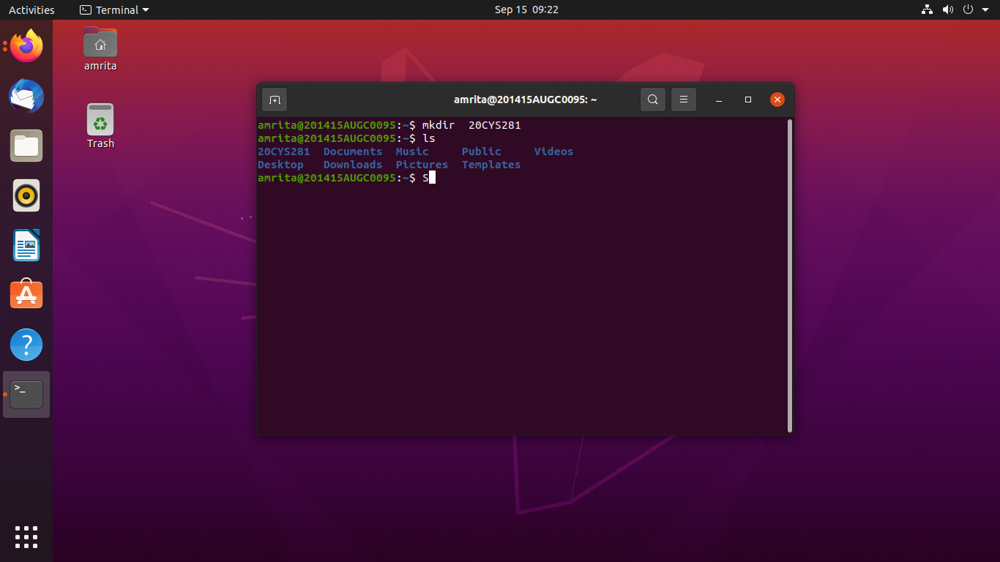 Activities Terminal Sep 15 09:22
amrita
Trash
amrita@201415AUGC0095: ~
amrita@201415AUGC0095:~$ mkdir  20CYS281
amrita@201415AUGC0095:~$ ls
20CYS281  Documents  Music     Public     Videos
Desktop   Downloads  Pictures  Templates
amrita@201415AUGC0095:~$ S
>_
?